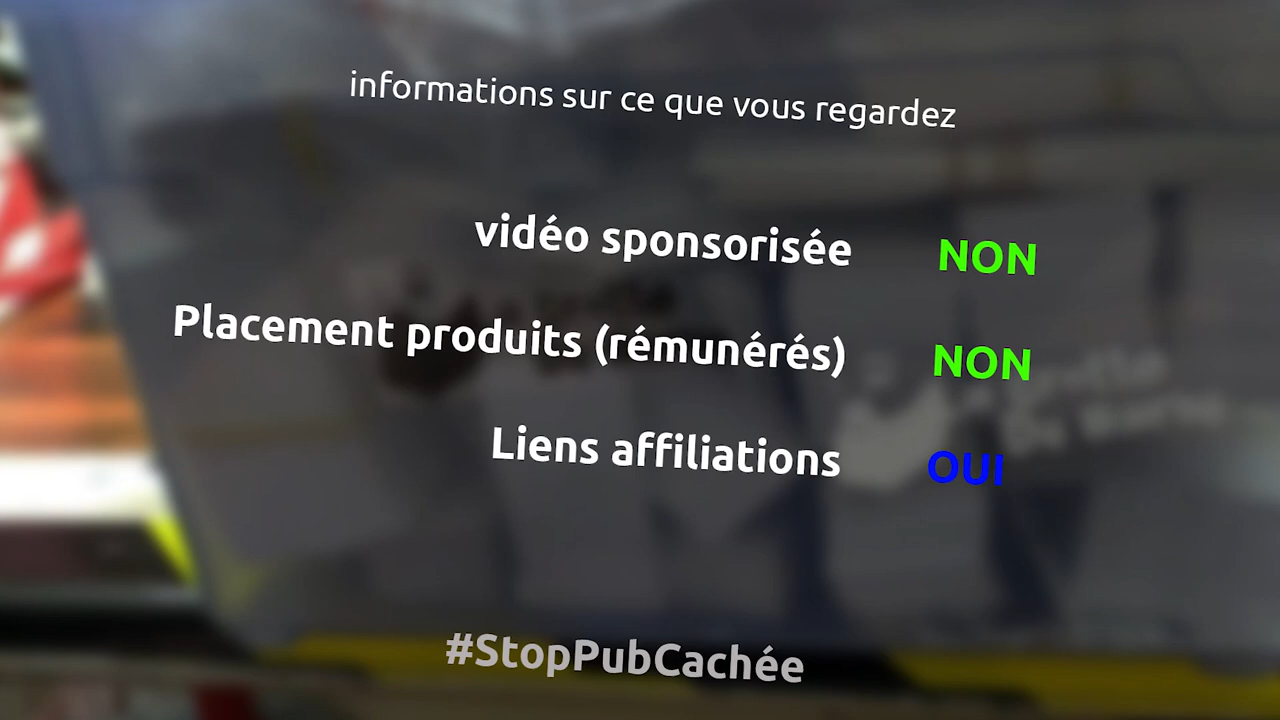 informations sur ce que vous regardez
vidéo sponsorisée NON
Placement produits (rémunérés) NON
Liens affiliations OUI
#StopPubCachée